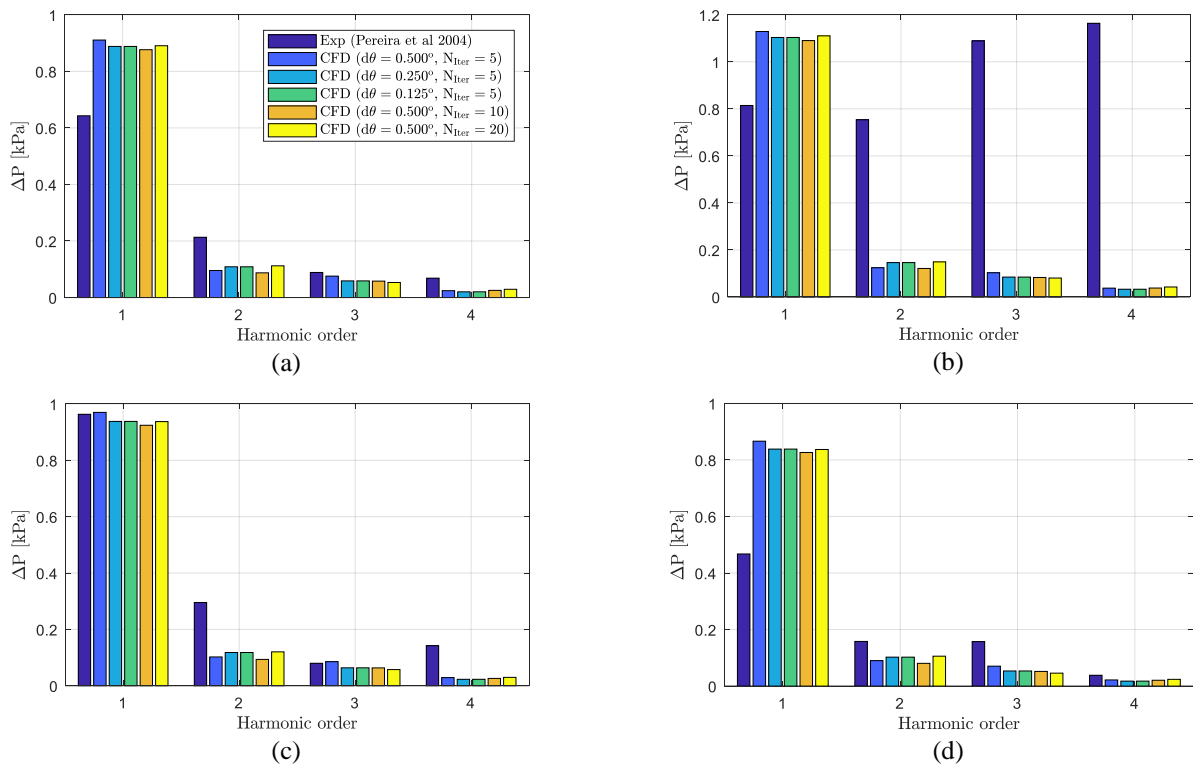 1
0.8
0.6
0.4
0.2
0
ΔP [kPa]
1 2 3 4
Harmonic order
(a)
Exp (Pereira et al 2004)
CFD (dθ = 0.500°, N_Iter = 5)
CFD (dθ = 0.250°, N_Iter = 5)
CFD (dθ = 0.125°, N_Iter = 5)
CFD (dθ = 0.500°, N_Iter = 10)
CFD (dθ = 0.500°, N_Iter = 20)
1.2
1
0.8
0.6
0.4
0.2
0
ΔP [kPa]
1 2 3 4
Harmonic order
(b)
1
0.8
0.6
0.4
0.2
0
ΔP [kPa]
1 2 3 4
Harmonic order
(c)
1
0.8
0.6
0.4
0.2
0
ΔP [kPa]
1 2 3 4
Harmonic order
(d)